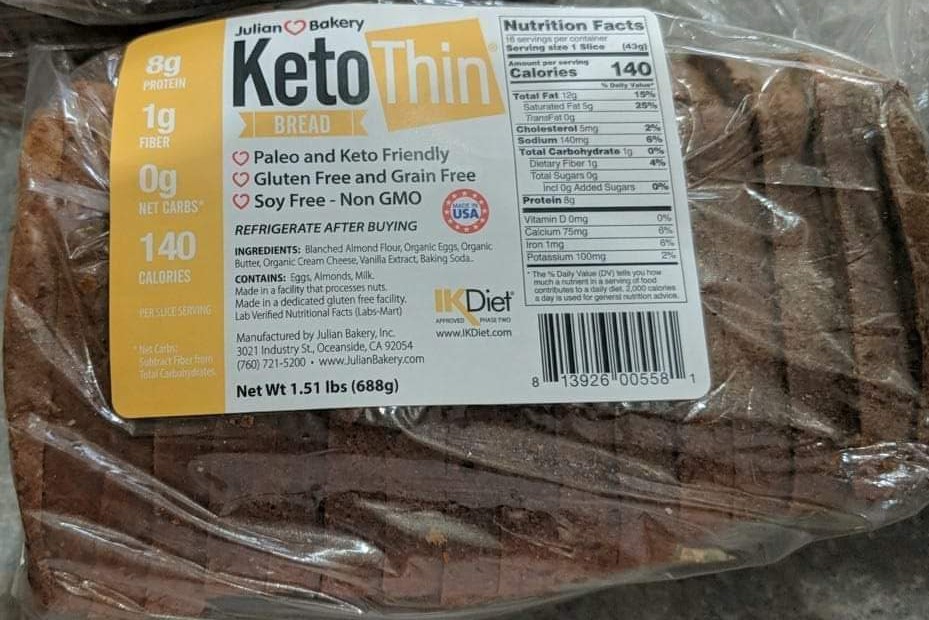 8g
PROTEIN
1g
FIBER
0g
NET CARBS*
140
CALORIES
PER SLICE SERVING
* Net Carbs:
Subtract Fiber from
Total Carbohydrates.
Julian Bakery
Keto Thin®
BREAD
Paleo and Keto Friendly
Gluten Free and Grain Free
Soy Free - Non GMO
MADE IN
USA
REFRIGERATE AFTER BUYING
INGREDIENTS: Blanched Almond Flour, Organic Eggs, Organic
Butter, Organic Cream Cheese, Vanilla Extract, Baking Soda.
CONTAINS: Eggs, Almonds, Milk.
Made in a facility that processes nuts.
Made in a dedicated gluten free facility.
Lab Verified Nutritional Facts (Labs-Mart)
Manufactured by Julian Bakery, Inc.
3021 Industry St., Oceanside, CA 92054
(760) 721-5200 • www.JulianBakery.com
Net Wt 1.51 lbs (688g)
IKDiet
APPROVED PHASE TWO
www.IKDiet.com
Nutrition Facts
16 servings per container
Serving size 1 Slice (43g)
Amount per serving
Calories 140
% Daily Value*
Total Fat 12g 15%
Saturated Fat 5g 25%
Trans Fat 0g
Cholesterol 5mg 2%
Sodium 140mg 6%
Total Carbohydrate 1g 0%
Dietary Fiber 1g 4%
Total Sugars 0g
Incl 0g Added Sugars 0%
Protein 8g
Vitamin D 0mg 0%
Calcium 75mg 6%
Iron 1mg 6%
Potassium 100mg 2%
* The % Daily Value (DV) tells you how
much a nutrient in a serving of food
contributes to a daily diet. 2,000 calories
a day is used for general nutrition advice.
8 13926 00558 1